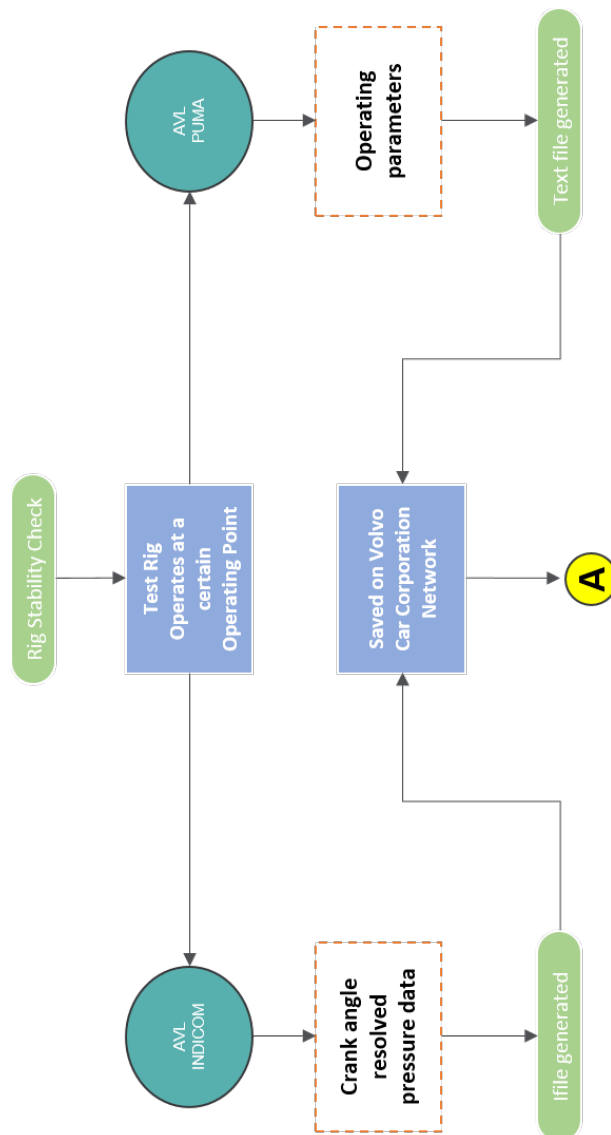 Rig Stability Check
Test Rig
Operates at a
certain
Operating Point
AVL
INDICOM
AVL
PUMA
Crank angle
resolved
pressure data
Operating
parameters
Ifile generated
Text file generated
Saved on Volvo
Car Corporation
Network
A